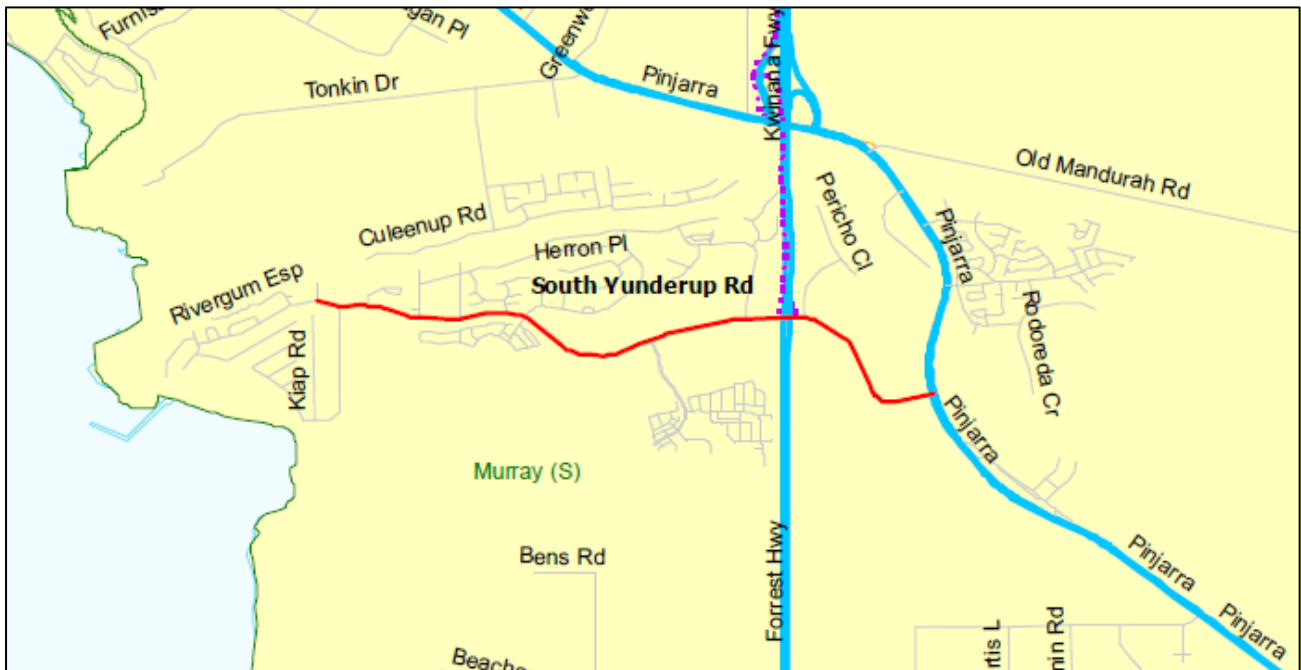 Pinjarra
Kwinana Fwy
Tonkin Dr
Old Mandurah Rd
Pericho Cl
Culeenup Rd
Pinjarra
Herron Pl
South Yunderup Rd
Rivergum Esp
Rodoreda Cr
Kiap Rd
Pinjarra
Murray (S)
Bens Rd
Forrest Hwy
Pinjarra
Pinjarra